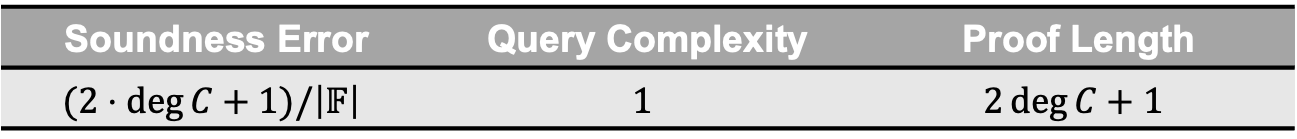 Soundness Error Query Complexity Proof Length
(2 · deg C + 1)/|𝔽| 1 2 deg C + 1